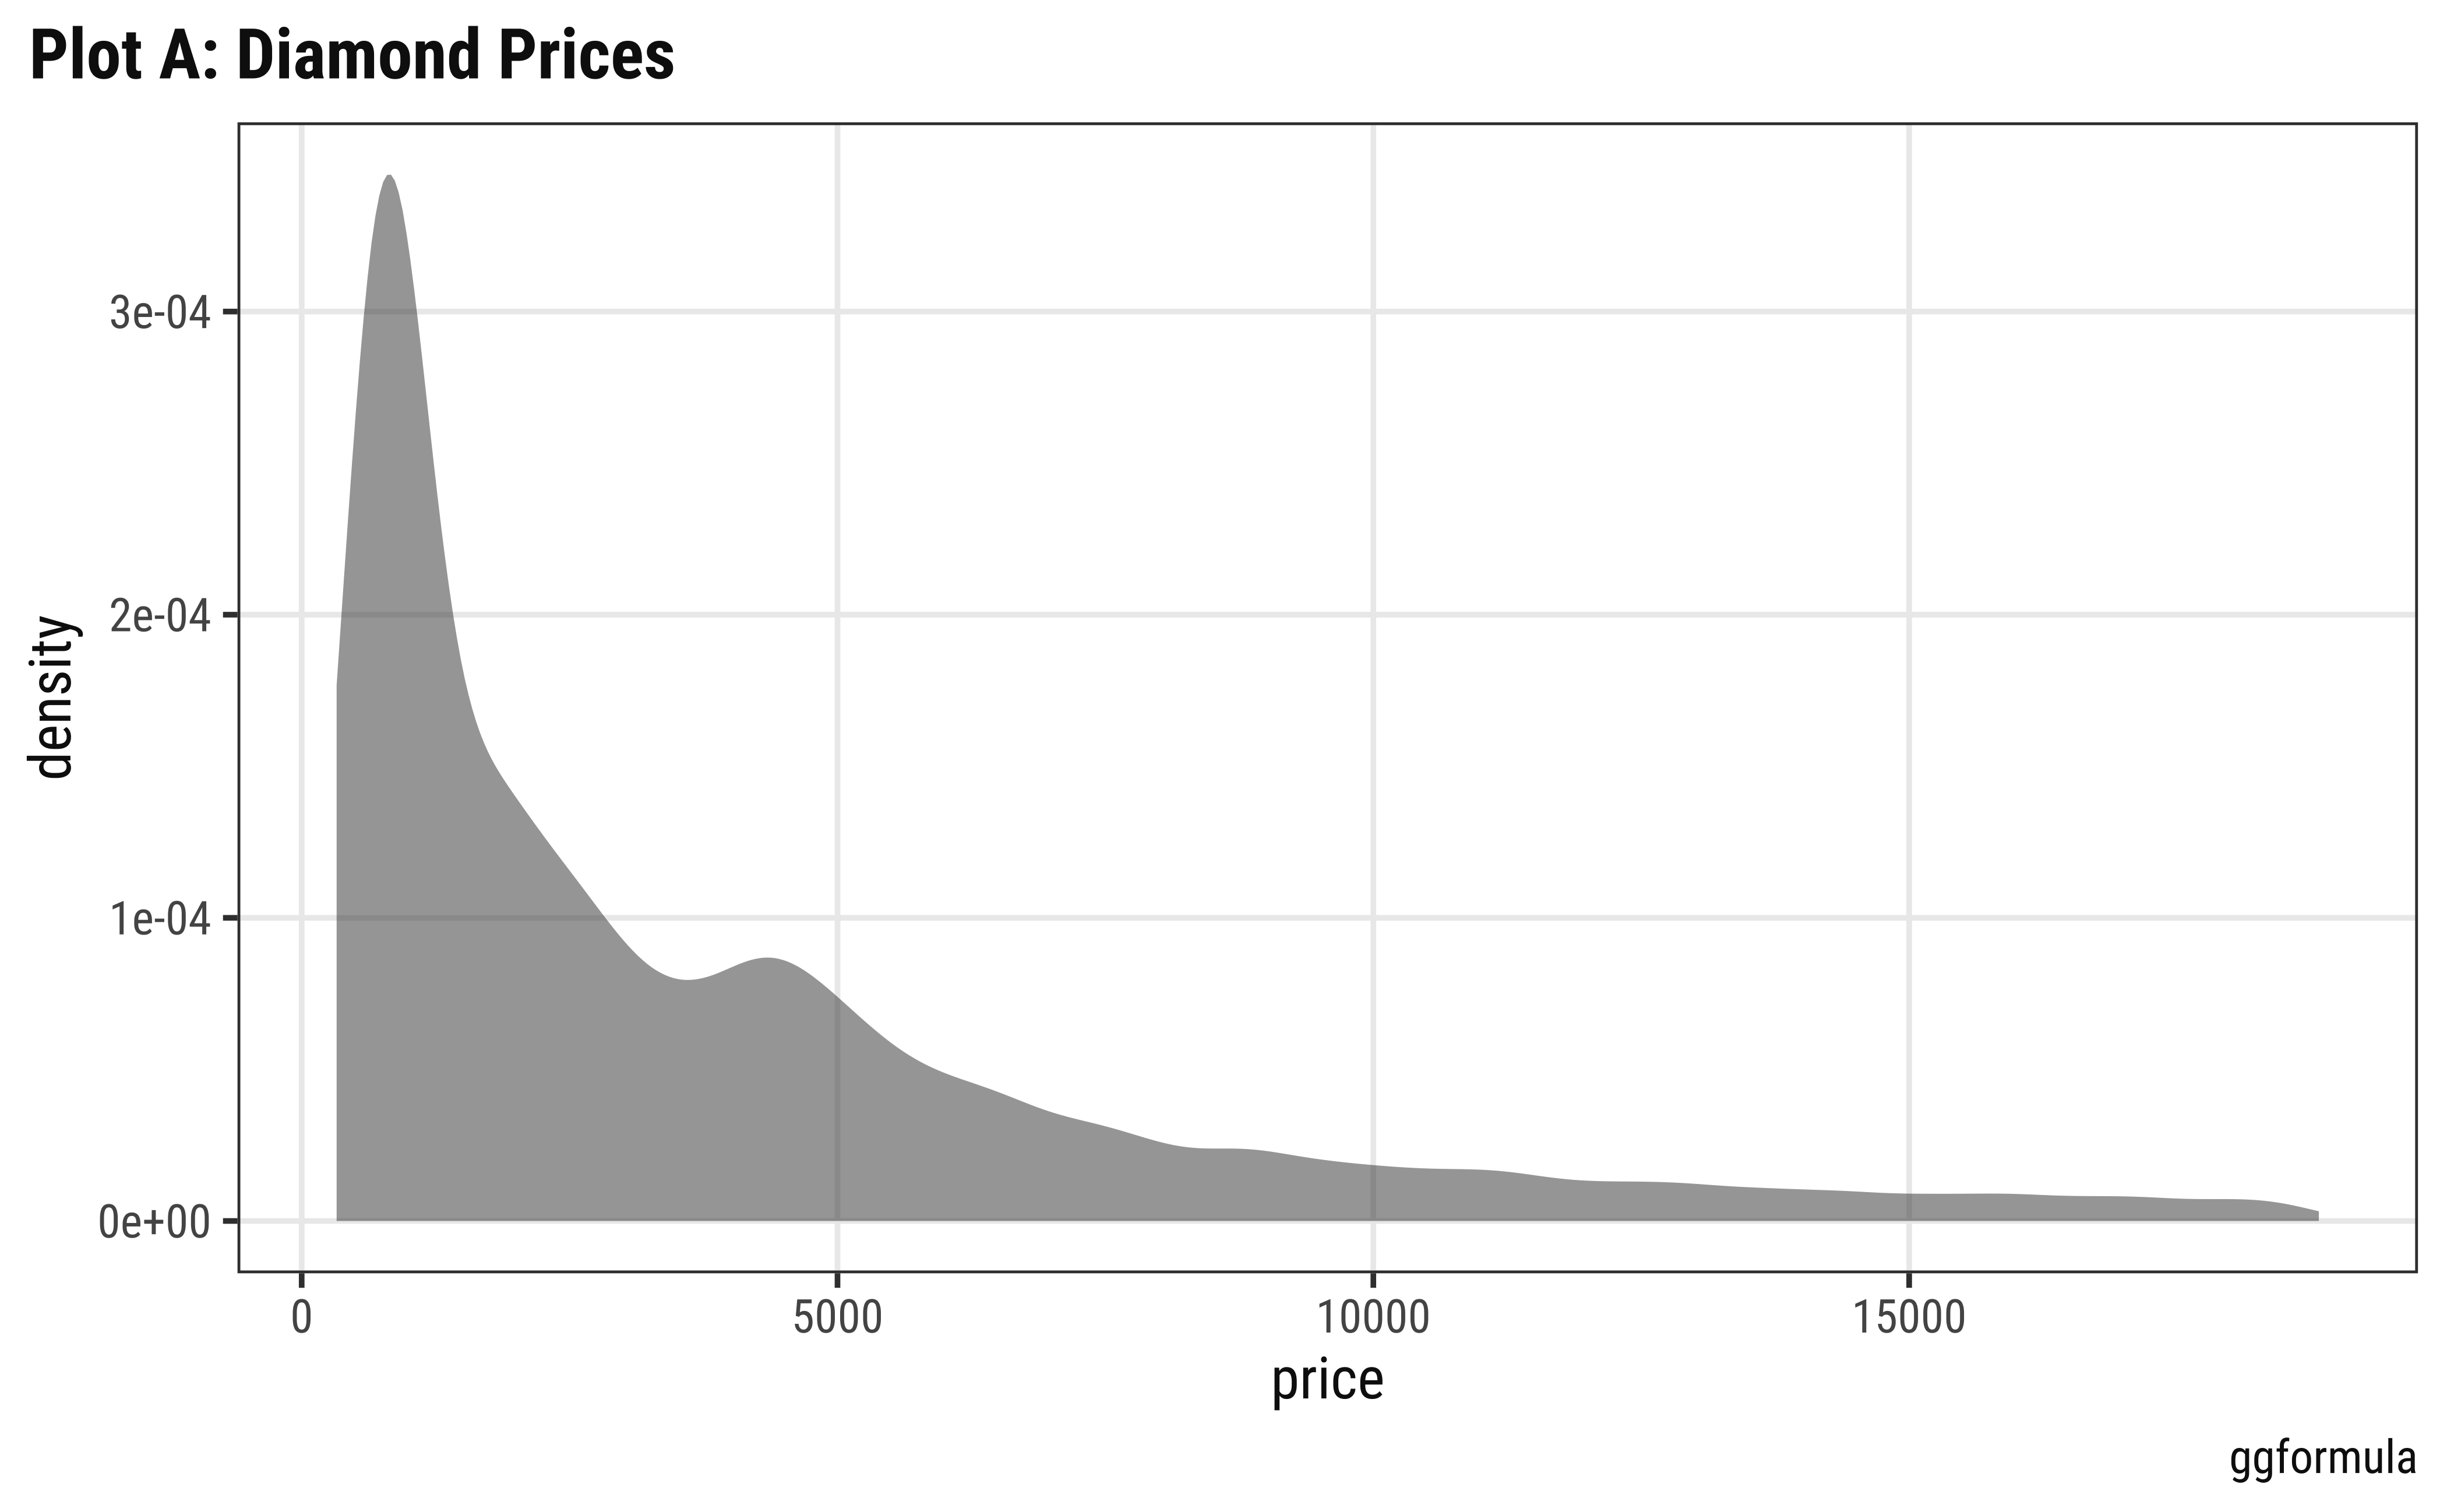 Plot A: Diamond Prices
density
3e-04
2e-04
1e-04
0e+00
0 5000 10000 15000
price
ggformula